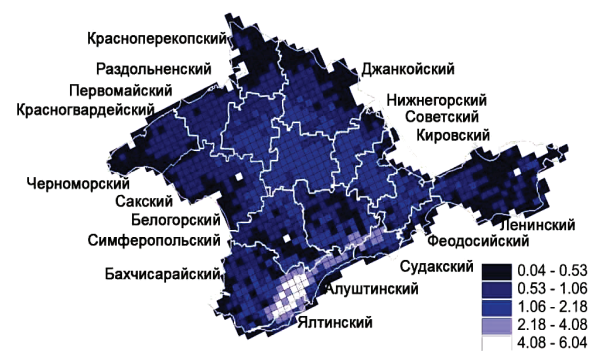 Красноперекопский
Раздольненский
Джанкойский
Первомайский
Красногвардейский
Нижнегорский
Советский
Кировский
Черноморский
Сакский
Белогорский
Симферопольский
Бахчисарайский
Ленинский
Феодосийский
Судакский
Алуштинский
Ялтинский
0.04 - 0.53
0.53 - 1.06
1.06 - 2.18
2.18 - 4.08
4.08 - 6.04